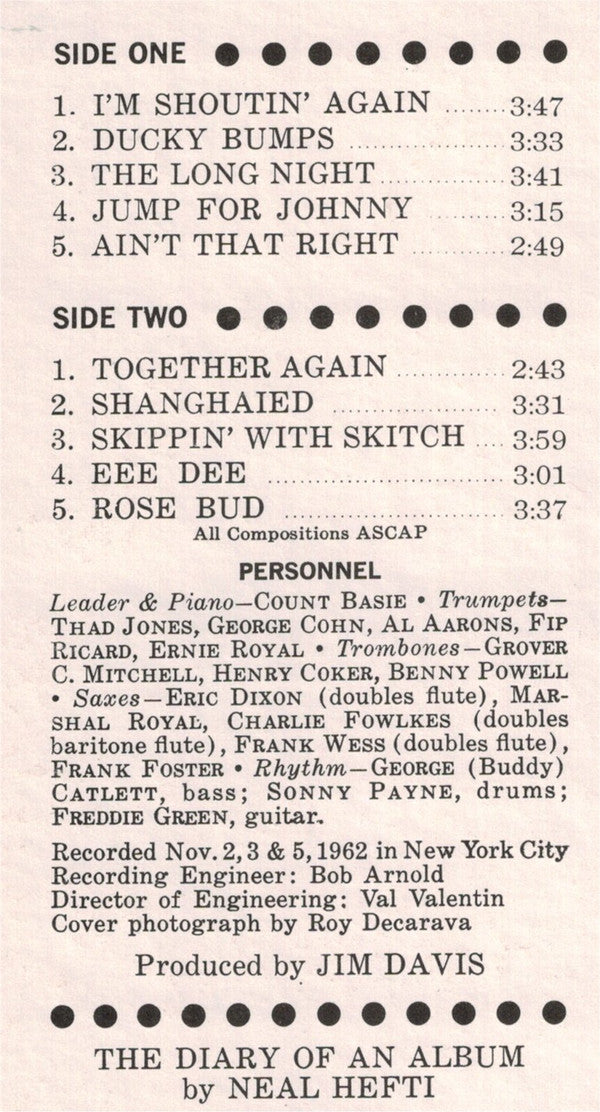 SIDE ONE
1. I'M SHOUTIN' AGAIN ........ 3:47
2. DUCKY BUMPS .................. 3:33
3. THE LONG NIGHT ............... 3:41
4. JUMP FOR JOHNNY .......... 3:15
5. AIN'T THAT RIGHT ............ 2:49
SIDE TWO
1. TOGETHER AGAIN ............. 2:43
2. SHANGHAIED .................... 3:31
3. SKIPPIN' WITH SKITCH .... 3:59
4. EEE DEE ............................ 3:01
5. ROSE BUD .......................... 3:37
All Compositions ASCAP
PERSONNEL
Leader & Piano—COUNT BASIE • Trumpets—
THAD JONES, GEORGE COHN, AL AARONS, FIP
RICARD, ERNIE ROYAL • Trombones—GROVER
C. MITCHELL, HENRY COKER, BENNY POWELL
• Saxes—ERIC DIXON (doubles flute), MAR-
SHAL ROYAL, CHARLIE FOWLKES (doubles
baritone flute), FRANK WESS (doubles flute),
FRANK FOSTER • Rhythm—GEORGE (Buddy)
CATLETT, bass; SONNY PAYNE, drums;
FREDDIE GREEN, guitar.
Recorded Nov. 2, 3 & 5, 1962 in New York City
Recording Engineer: Bob Arnold
Director of Engineering: Val Valentin
Cover photograph by Roy Decarava
Produced by JIM DAVIS
THE DIARY OF AN ALBUM
by NEAL HEFTI